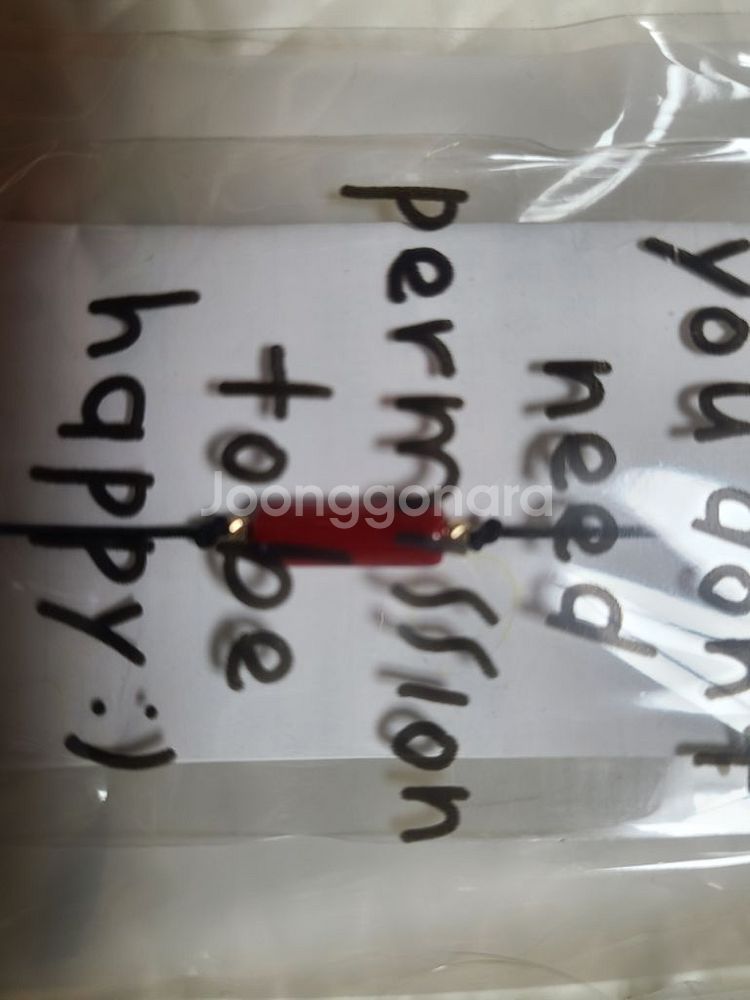 you don't
need
permission
to be
happy :)
Joonggonara